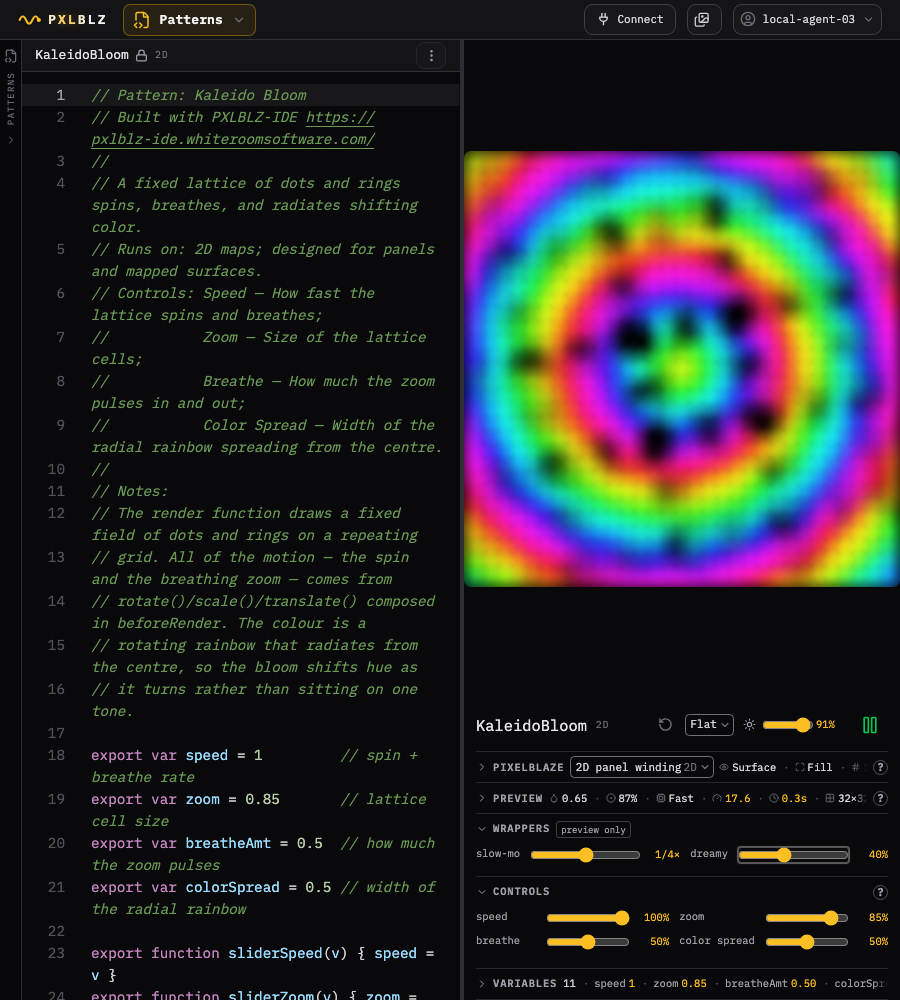 PXLBLZ Patterns Connect local-agent-03
KaleidoBloom 2D
PATTERNS
1 // Pattern: Kaleido Bloom
2 // Built with PXLBLZ-IDE https://
pxlblz-ide.whiteroomsoftware.com/
3 //
4 // A fixed lattice of dots and rings
spins, breathes, and radiates shifting
color.
5 // Runs on: 2D maps; designed for panels
and mapped surfaces.
6 // Controls: Speed — How fast the
lattice spins and breathes;
7 // Zoom — Size of the lattice
cells;
8 // Breathe — How much the zoom
pulses in and out;
9 // Color Spread — Width of the
radial rainbow spreading from the centre.
10 //
11 // Notes:
12 // The render function draws a fixed
field of dots and rings on a repeating
13 // grid. All of the motion — the spin
and the breathing zoom — comes from
14 // rotate()/scale()/translate() composed
in beforeRender. The colour is a
15 // rotating rainbow that radiates from
the centre, so the bloom shifts hue as
16 // it turns rather than sitting on one
tone.
17
18 export var speed = 1 // spin +
breathe rate
19 export var zoom = 0.85 // lattice
cell size
20 export var breatheAmt = 0.5 // how much
the zoom pulses
21 export var colorSpread = 0.5 // width of
the radial rainbow
22
23 export function sliderSpeed(v) { speed =
v }
24 export function sliderZoom(v) { zoom =
KaleidoBloom 2D Flat 91%
PIXELBLAZE 2D panel winding 2D · Surface · Fill · # ?
PREVIEW 0.65 · 87% · Fast · 17.6 · 0.3s · 32×3 ?
WRAPPERS preview only
slow-mo 1/4× dreamy 40%
CONTROLS ?
speed 100% zoom 85%
breathe 50% color spread 50%
VARIABLES 11 · speed 1 · zoom 0.85 · breatheAmt 0.50 · colorSp